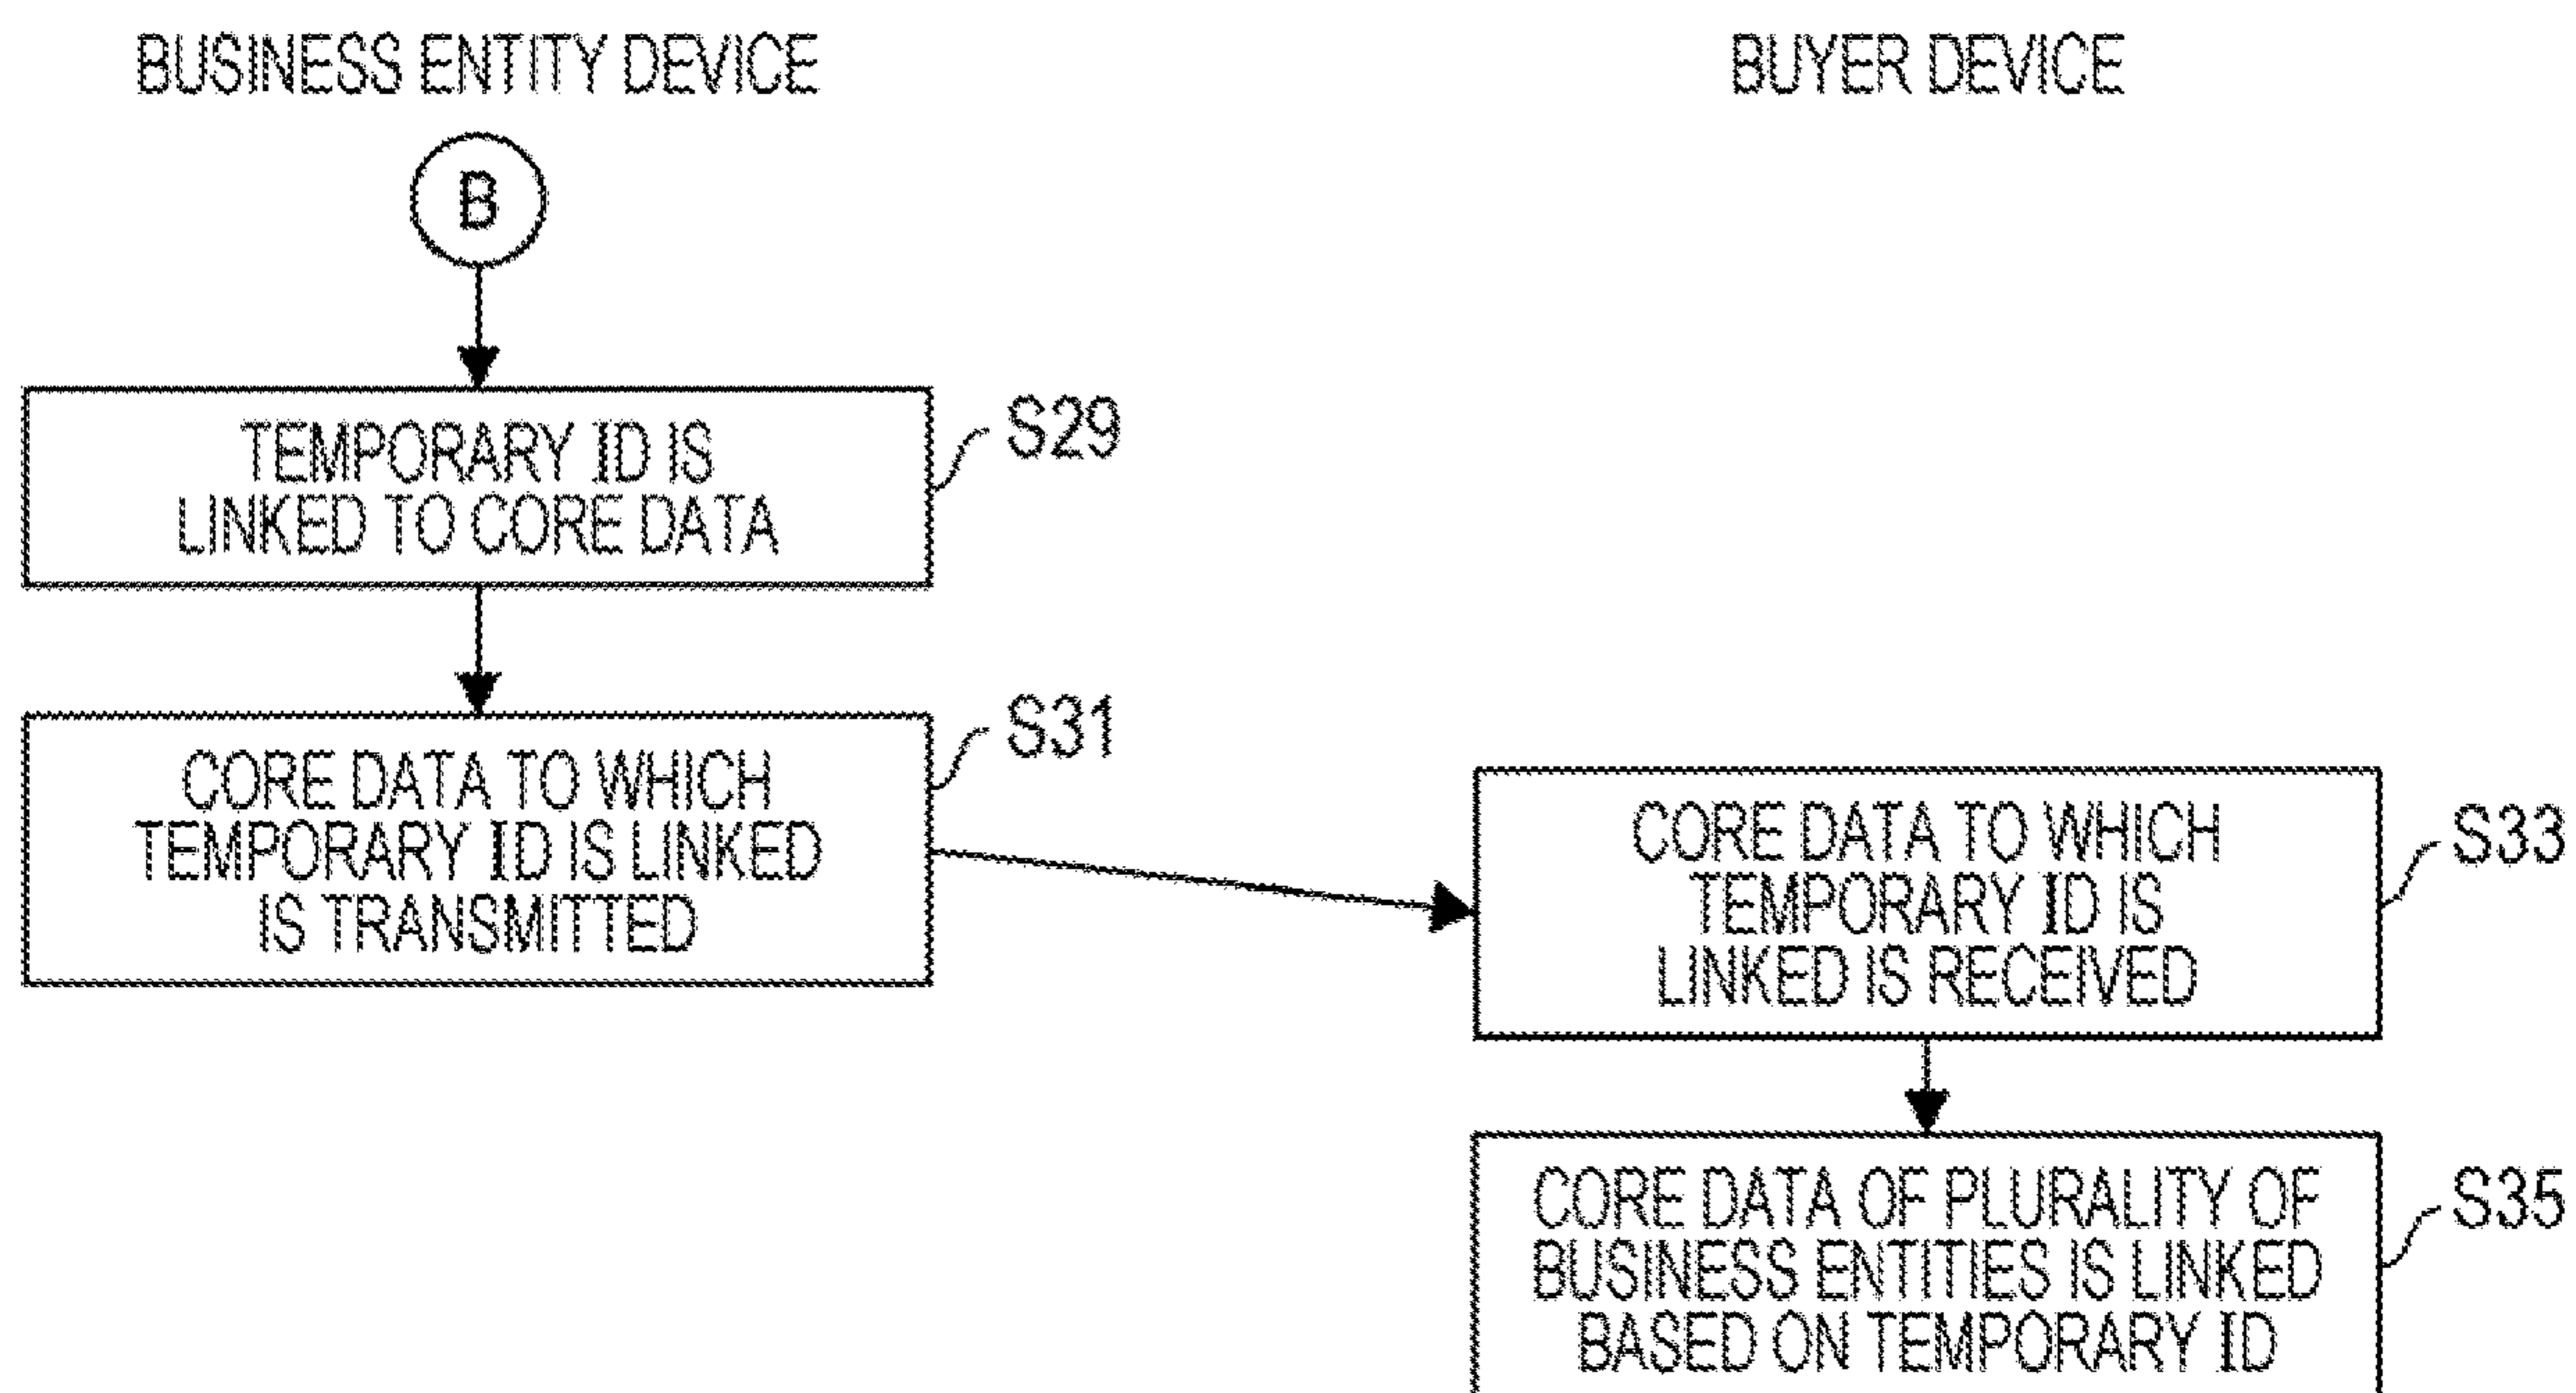 BUSINESS ENTITY DEVICE
BUYER DEVICE
B
TEMPORARY ID IS
LINKED TO CORE DATA
S29
CORE DATA TO WHICH
TEMPORARY ID IS LINKED
IS TRANSMITTED
S31
CORE DATA TO WHICH
TEMPORARY ID IS
LINKED IS RECEIVED
S33
CORE DATA OF PLURALITY OF
BUSINESS ENTITIES IS LINKED
BASED ON TEMPORARY ID
S35